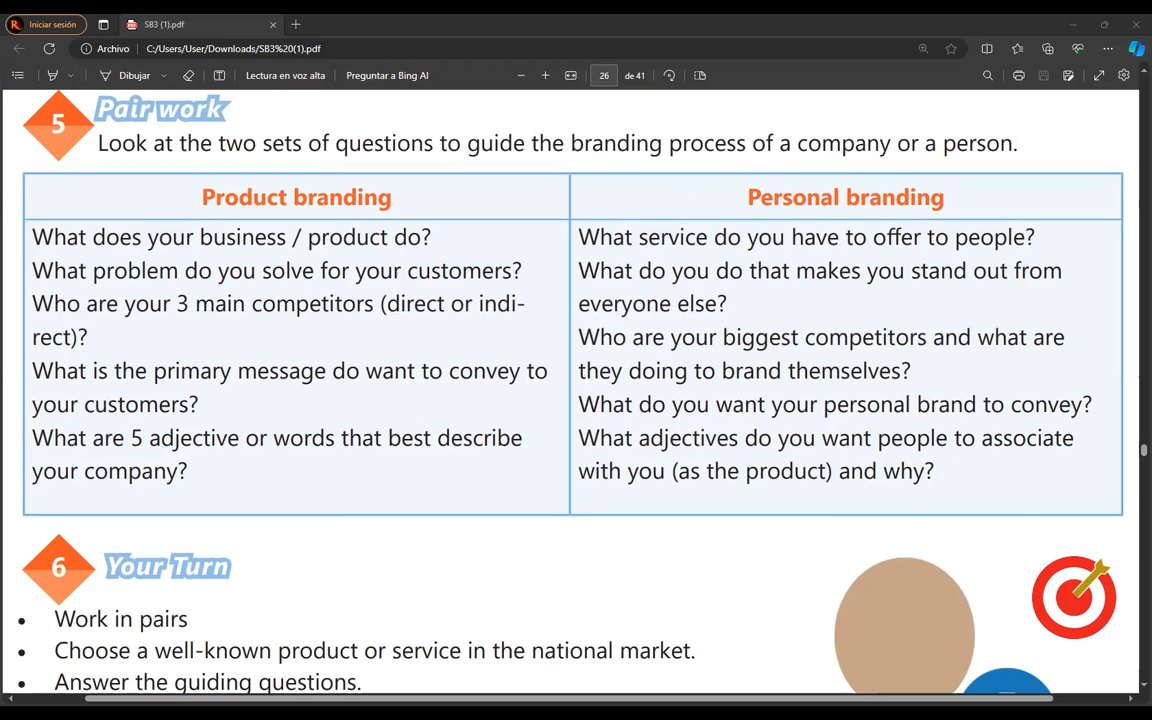 R Iniciar sesión
SB3 (1).pdf
Archivo C:/Users/User/Downloads/SB3%20(1).pdf
Dibujar
Lectura en voz alta
Preguntar a Bing AI
26 de 41
5 Pair work
Look at the two sets of questions to guide the branding process of a company or a person.
Product branding
What does your business / product do?
What problem do you solve for your customers?
Who are your 3 main competitors (direct or indi-
rect)?
What is the primary message do want to convey to
your customers?
What are 5 adjective or words that best describe
your company?
Personal branding
What service do you have to offer to people?
What do you do that makes you stand out from
everyone else?
Who are your biggest competitors and what are
they doing to brand themselves?
What do you want your personal brand to convey?
What adjectives do you want people to associate
with you (as the product) and why?
6 Your Turn
• Work in pairs
• Choose a well-known product or service in the national market.
• Answer the guiding questions.